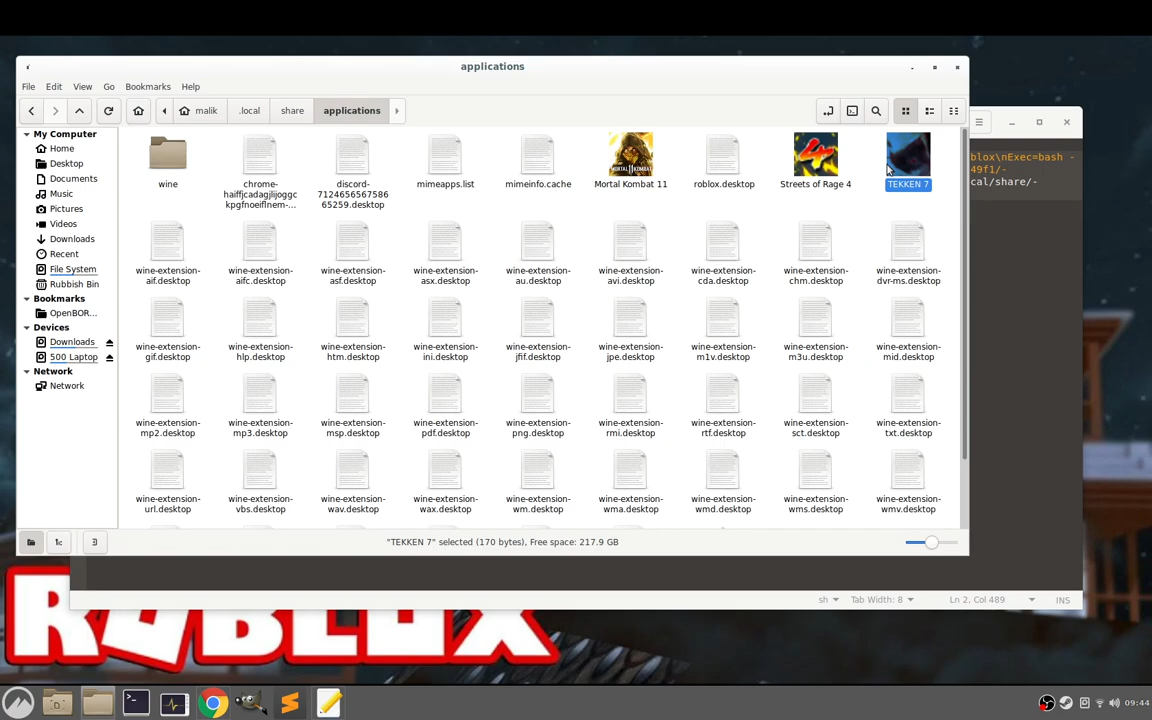 applications
File Edit View Go Bookmarks Help
malik .local share applications
My Computer
Home
Desktop
Documents
Music
Pictures
Videos
Downloads
Recent
File System
Rubbish Bin
Bookmarks
OpenBOR...
Devices
Downloads
500 Laptop
Network
Network
wine
chrome-
haiffjcadagjlijoggc
kpgfnoeiflnem-...
discord-
7124656567586
65259.desktop
mimeapps.list
mimeinfo.cache
Mortal Kombat 11
roblox.desktop
Streets of Rage 4
TEKKEN 7
wine-extension-
aif.desktop
wine-extension-
aifc.desktop
wine-extension-
asf.desktop
wine-extension-
asx.desktop
wine-extension-
au.desktop
wine-extension-
avi.desktop
wine-extension-
cda.desktop
wine-extension-
chm.desktop
wine-extension-
dvr-ms.desktop
wine-extension-
gif.desktop
wine-extension-
hlp.desktop
wine-extension-
htm.desktop
wine-extension-
ini.desktop
wine-extension-
jfif.desktop
wine-extension-
jpe.desktop
wine-extension-
m1v.desktop
wine-extension-
m3u.desktop
wine-extension-
mid.desktop
wine-extension-
mp2.desktop
wine-extension-
mp3.desktop
wine-extension-
msp.desktop
wine-extension-
pdf.desktop
wine-extension-
png.desktop
wine-extension-
rmi.desktop
wine-extension-
rtf.desktop
wine-extension-
sct.desktop
wine-extension-
txt.desktop
wine-extension-
url.desktop
wine-extension-
vbs.desktop
wine-extension-
wav.desktop
wine-extension-
wax.desktop
wine-extension-
wm.desktop
wine-extension-
wma.desktop
wine-extension-
wmd.desktop
wine-extension-
wms.desktop
wine-extension-
wmv.desktop
"TEKKEN 7" selected (170 bytes), Free space: 217.9 GB
blox\nExec=bash -
49f1/-
cal/share/-
sh Tab Width: 8 Ln 2, Col 489 INS
ROBLOX
09:44